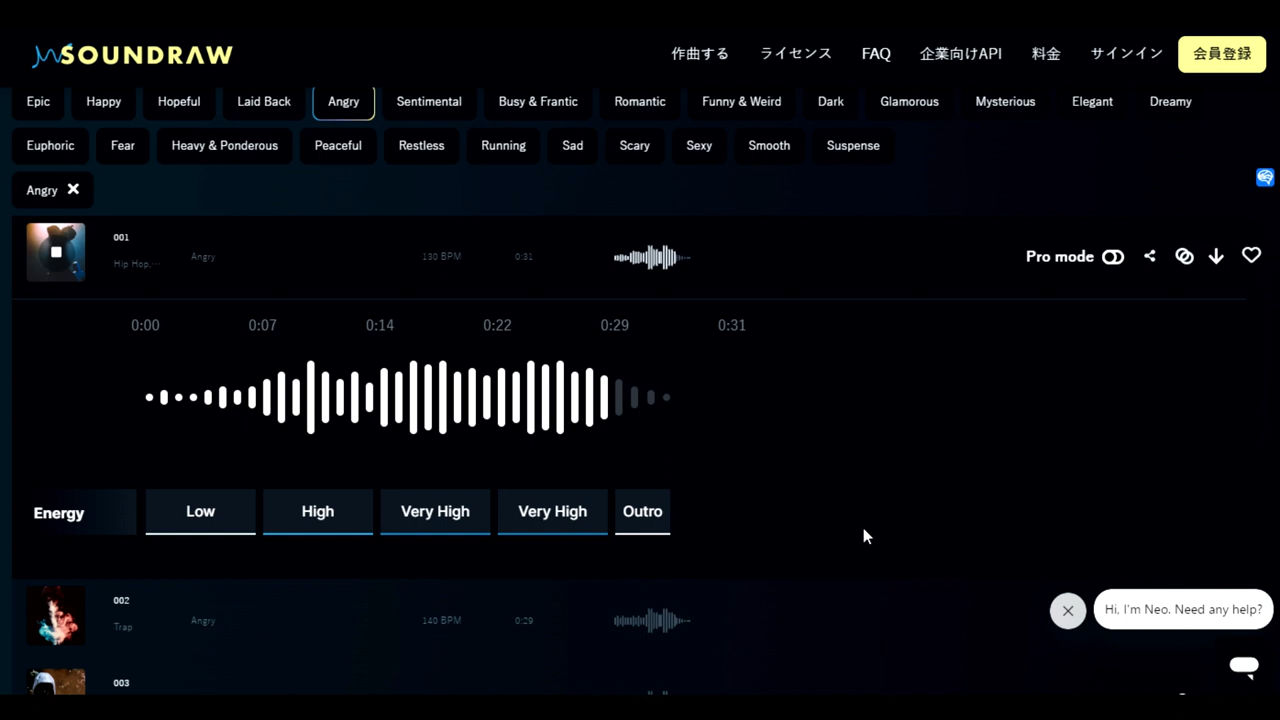 SOUNDRAW 作曲する ライセンス FAQ 企業向けAPI 料金 サインイン 会員登録
Epic Happy Hopeful Laid Back Angry Sentimental Busy & Frantic Romantic Funny & Weird Dark Glamorous Mysterious Elegant Dreamy
Euphoric Fear Heavy & Ponderous Peaceful Restless Running Sad Scary Sexy Smooth Suspense
Angry
001
Hip Hop,... Angry 130 BPM 0:31 Pro mode
0:00 0:07 0:14 0:22 0:29 0:31
Energy Low High Very High Very High Outro
002
Trap Angry 140 BPM 0:29
Hi, I'm Neo. Need any help?
003